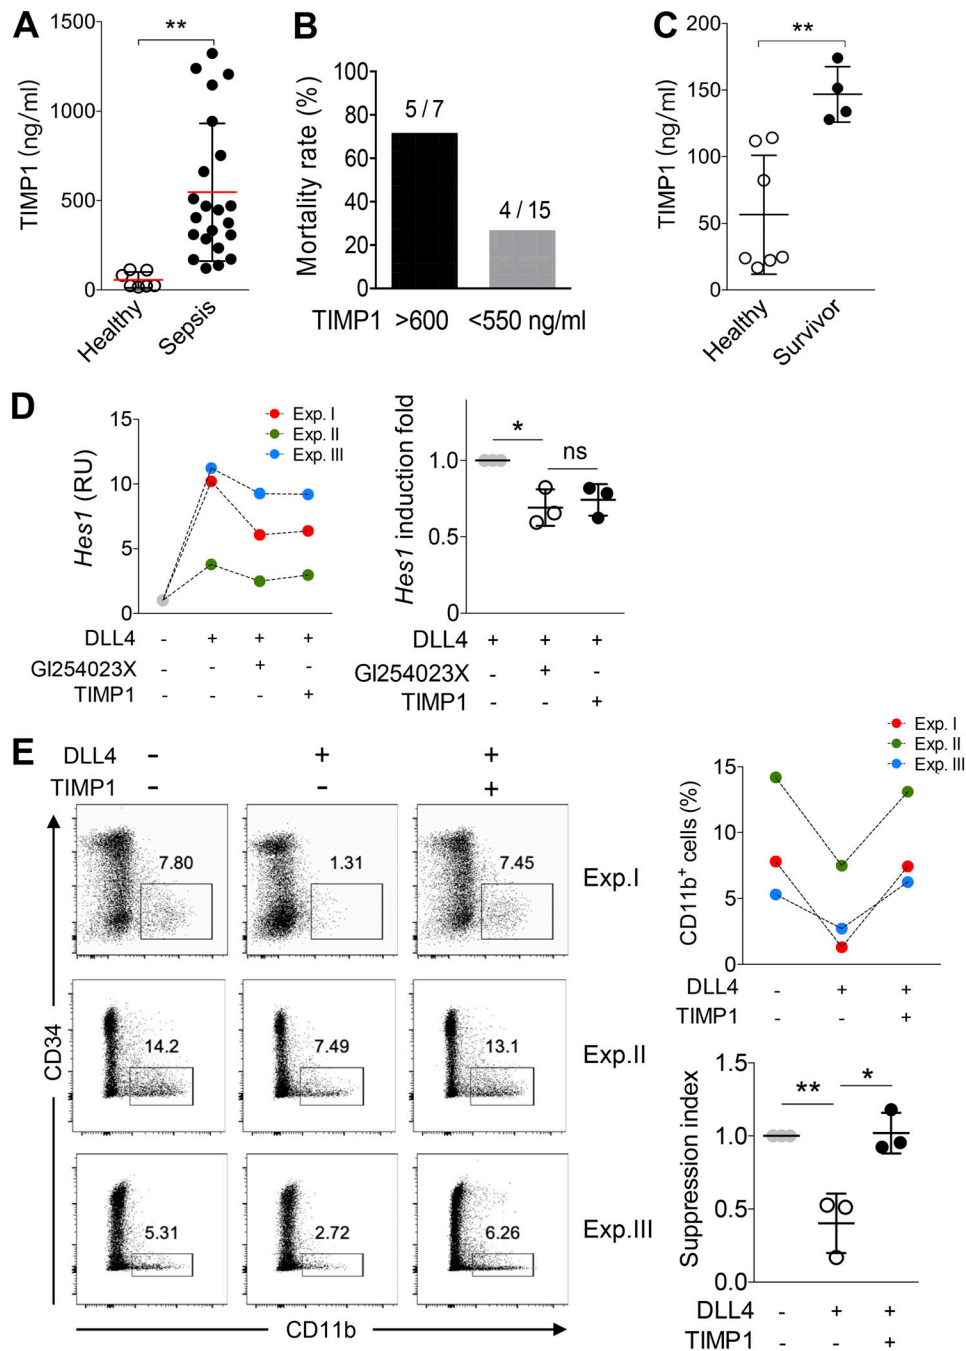 A
TIMP1 (ng/ml)
1500
1000
500
0
**
Healthy
Sepsis
B
Mortality rate (%)
100
80
60
40
20
0
5 / 7
4 / 15
TIMP1 >600 <550 ng/ml
C
TIMP1 (ng/ml)
200
150
100
50
0
**
Healthy
Survivor
D
Hes1 (RU)
15
10
5
0
Exp. I
Exp. II
Exp. III
DLL4 - + + +
GI254023X - - + -
TIMP1 - - - +
Hes1 induction fold
1.0
0.5
0
*
ns
DLL4 + + +
GI254023X - + -
TIMP1 - - +
E
DLL4 - + +
TIMP1 - - +
7.80
1.31
7.45
Exp.I
14.2
7.49
13.1
Exp.II
5.31
2.72
6.26
Exp.III
CD34
CD11b
Exp. I
Exp. II
Exp. III
CD11b+ cells (%)
15
10
5
0
DLL4 - + +
TIMP1 - - +
Suppression index
1.5
1.0
0.5
0.0
**
*
DLL4 - + +
TIMP1 - - +